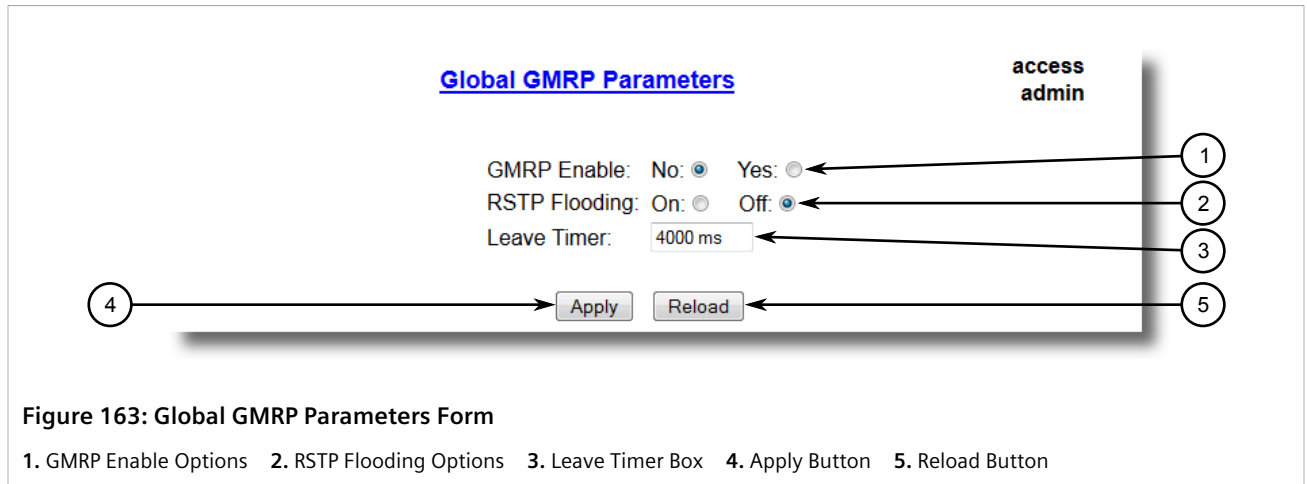 Global GMRP Parameters
access
admin
GMRP Enable: No: Yes:
1
RSTP Flooding: On: Off:
2
Leave Timer: 4000 ms
3
4
Apply Reload
5
Figure 163: Global GMRP Parameters Form
1. GMRP Enable Options 2. RSTP Flooding Options 3. Leave Timer Box 4. Apply Button 5. Reload Button